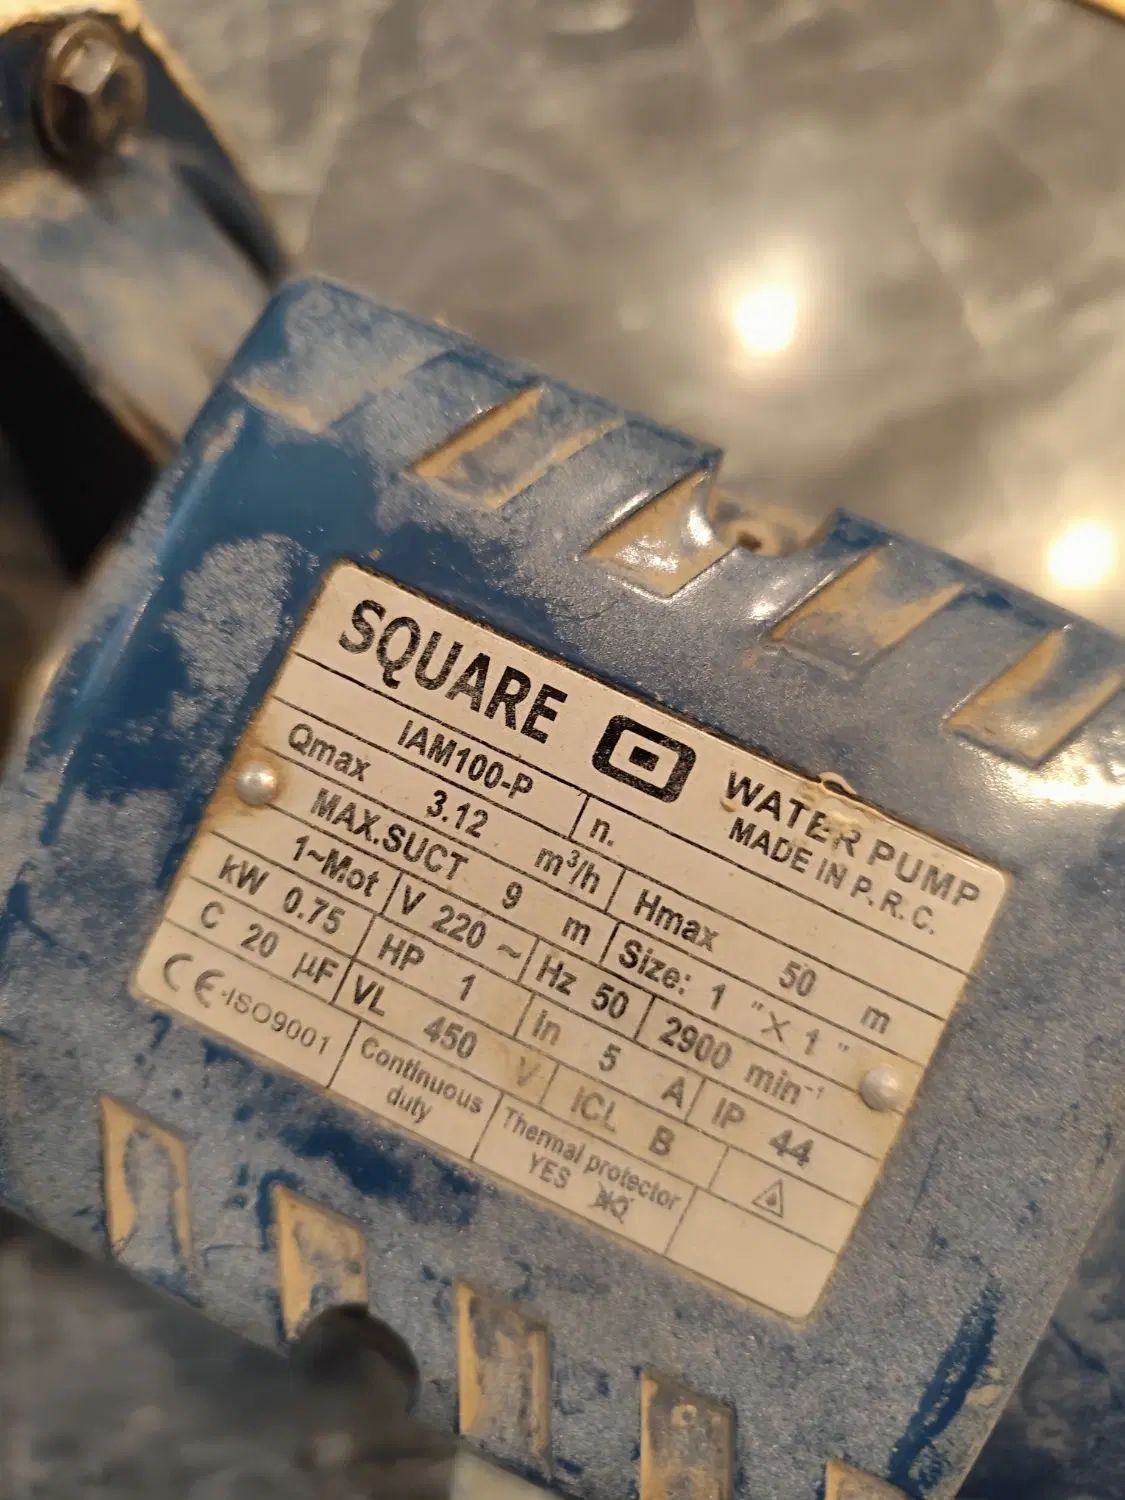 SQUARE WATER PUMP
MADE IN P.R.C.
IAM100-P n.
Qmax 3.12 m³/h Hmax 50 m
MAX.SUCT 9 m Size: 1 "X 1 "
1~Mot V 220 ~ Hz 50 2900 min⁻¹
kW 0.75 HP 1 In 5 A IP 44
C 20 µF VL 450 V ICL B
CE-ISO9001 Continuous duty Thermal protector
YES NO